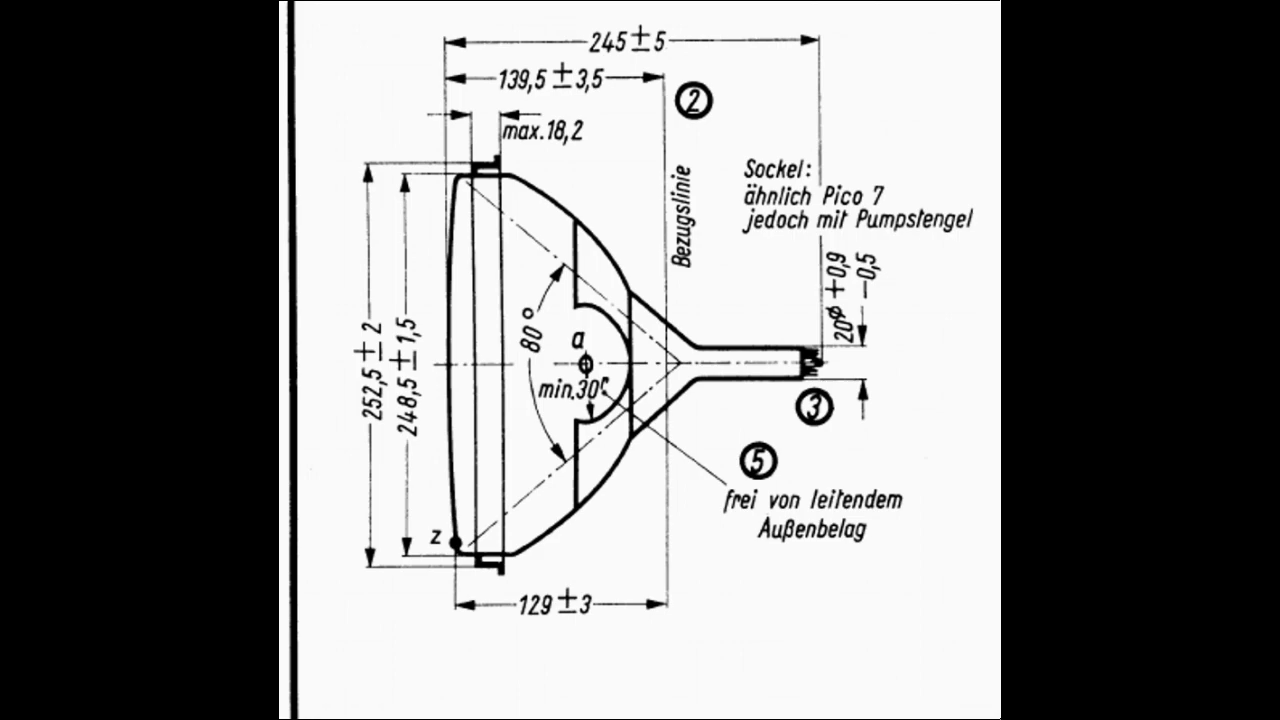 245±5
139,5±3,5
2
max.18,2
Sockel:
ähnlich Pico 7
jedoch mit Pumpstengel
Bezugslinie
20ø +0,9
−0,5
252,5±2
248,5±1,5
80°
a
min.30r
3
5
frei von leitendem
Außenbelag
z
129±3